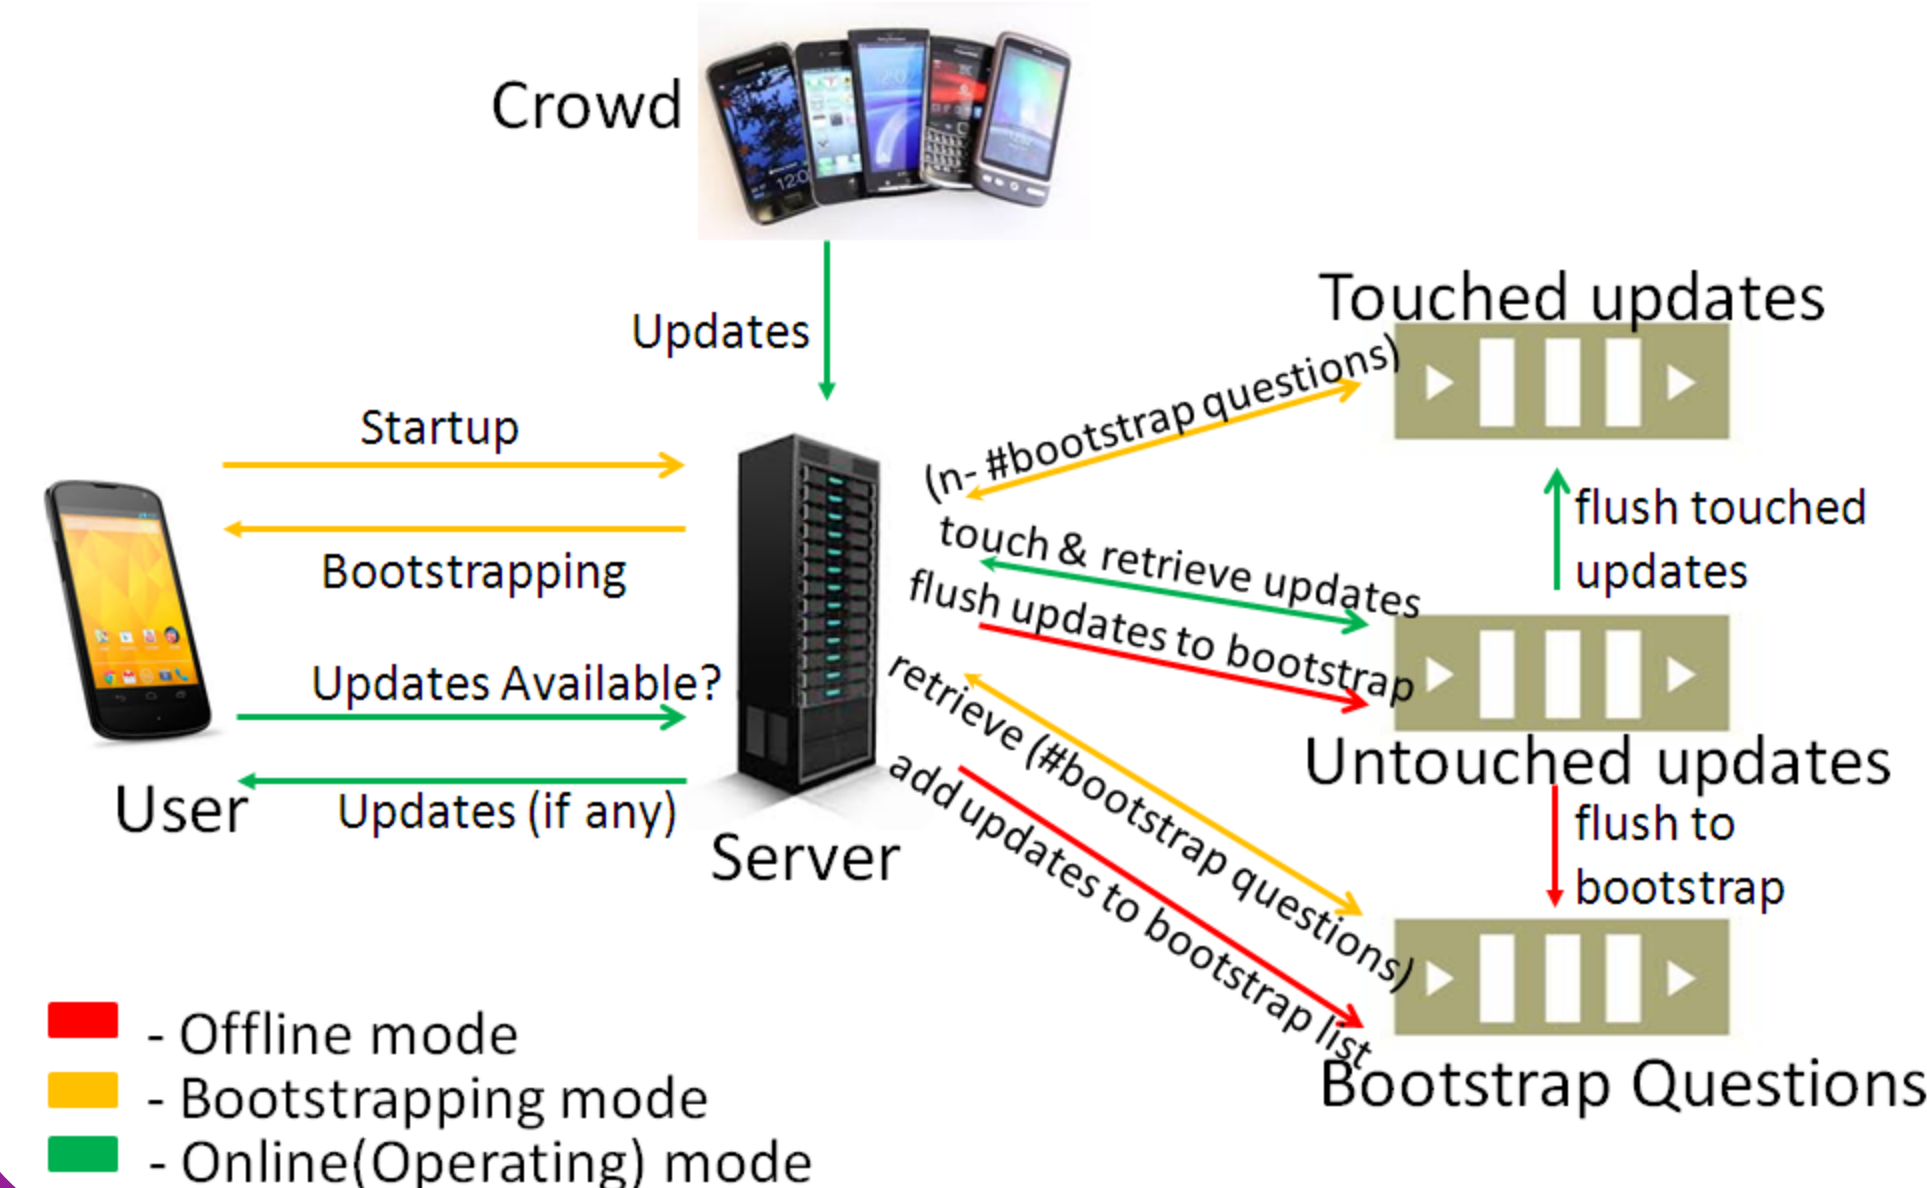 Crowd
Updates
Touched updates
(n- #bootstrap questions)
Startup
Bootstrapping
touch & retrieve updates
flush touched
updates
flush updates to bootstrap
Updates Available?
Updates (if any)
User
Server
retrieve (#bootstrap questions)
add updates to bootstrap list
Untouched updates
flush to
bootstrap
Bootstrap Questions
- Offline mode
- Bootstrapping mode
- Online(Operating) mode